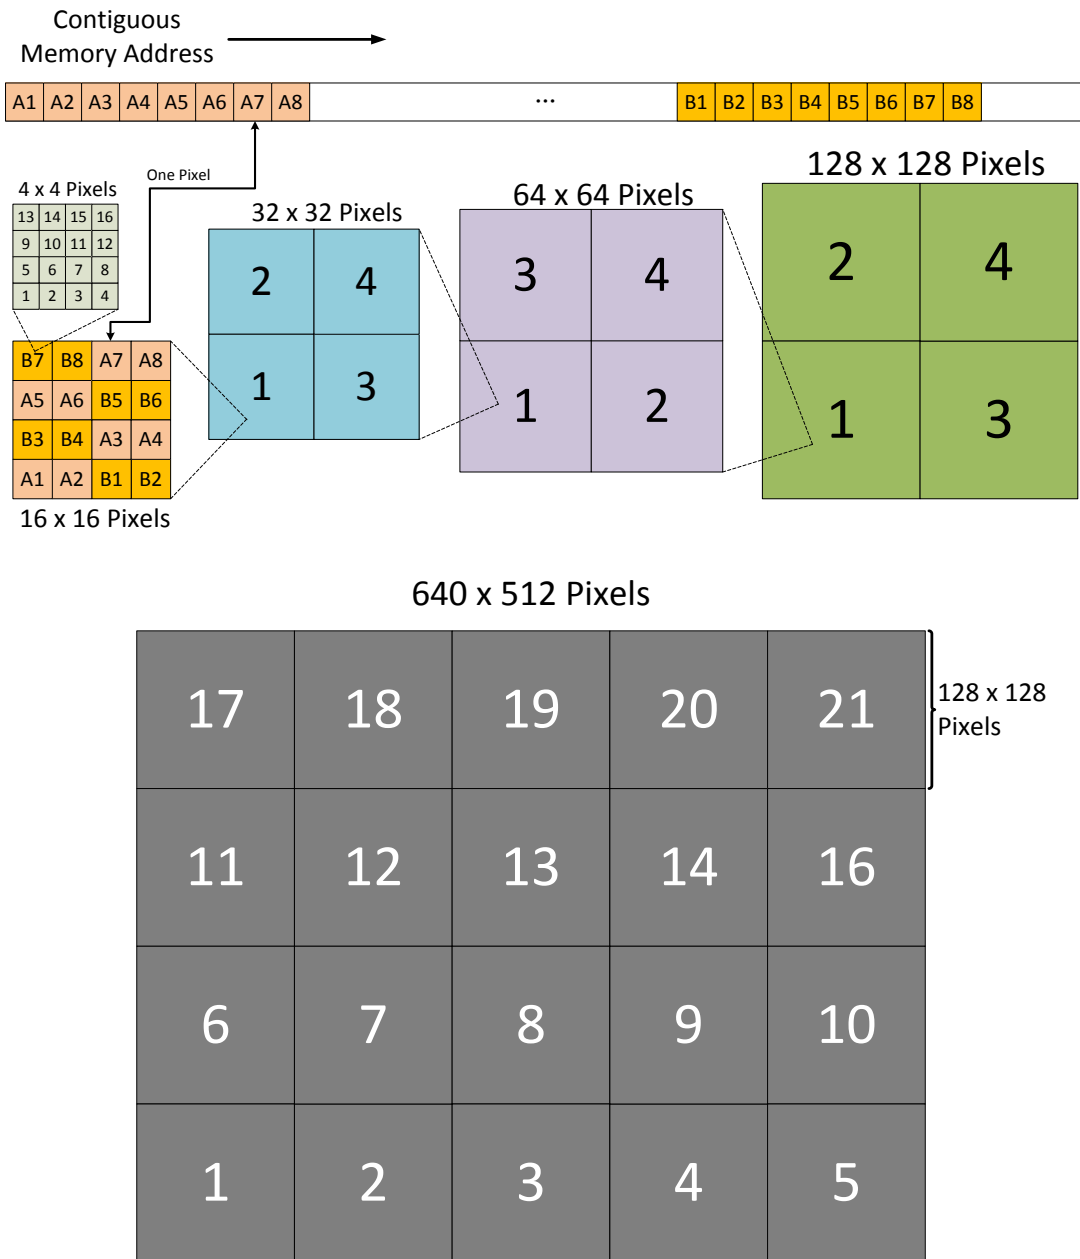 Contiguous
Memory Address
A1 A2 A3 A4 A5 A6 A7 A8 ... B1 B2 B3 B4 B5 B6 B7 B8
One Pixel
4 x 4 Pixels
13 14 15 16
9 10 11 12
5 6 7 8
1 2 3 4
B7 B8 A7 A8
A5 A6 B5 B6
B3 B4 A3 A4
A1 A2 B1 B2
16 x 16 Pixels
32 x 32 Pixels
2 4
1 3
64 x 64 Pixels
3 4
1 2
128 x 128 Pixels
2 4
1 3
640 x 512 Pixels
17 18 19 20 21
128 x 128
Pixels
11 12 13 14 16
6 7 8 9 10
1 2 3 4 5